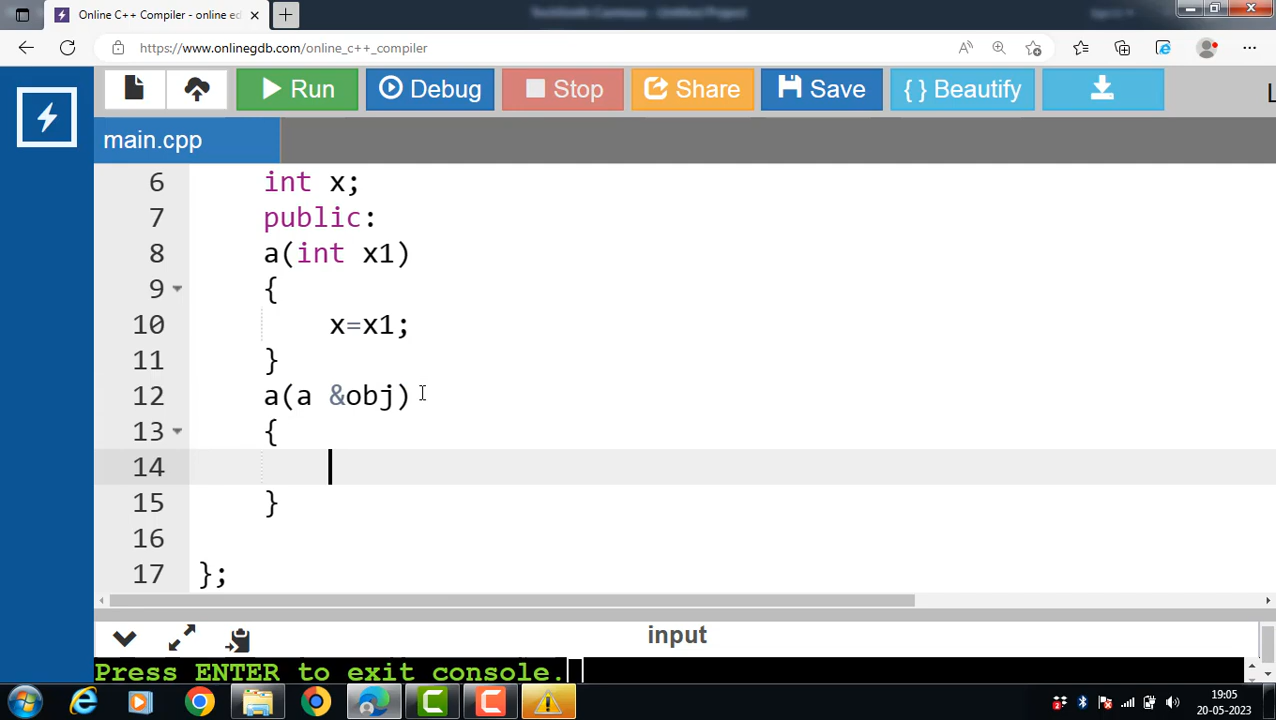 Online C++ Compiler - online ed
https://www.onlinegdb.com/online_c++_compiler
Run
Debug
Stop
Share
Save
{ } Beautify
L
main.cpp
6 int x;
7 public:
8 a(int x1)
9 {
10 x=x1;
11 }
12 a(a &obj)
13 {
14
15 }
16
17 };
input
Press ENTER to exit console.
19:05
20-05-2023